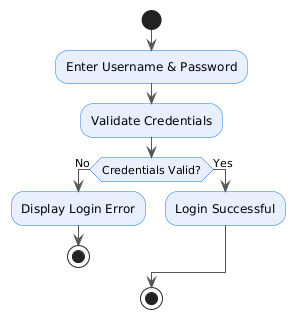 Enter Username & Password
Validate Credentials
Credentials Valid?
No
Yes
Display Login Error
Login Successful